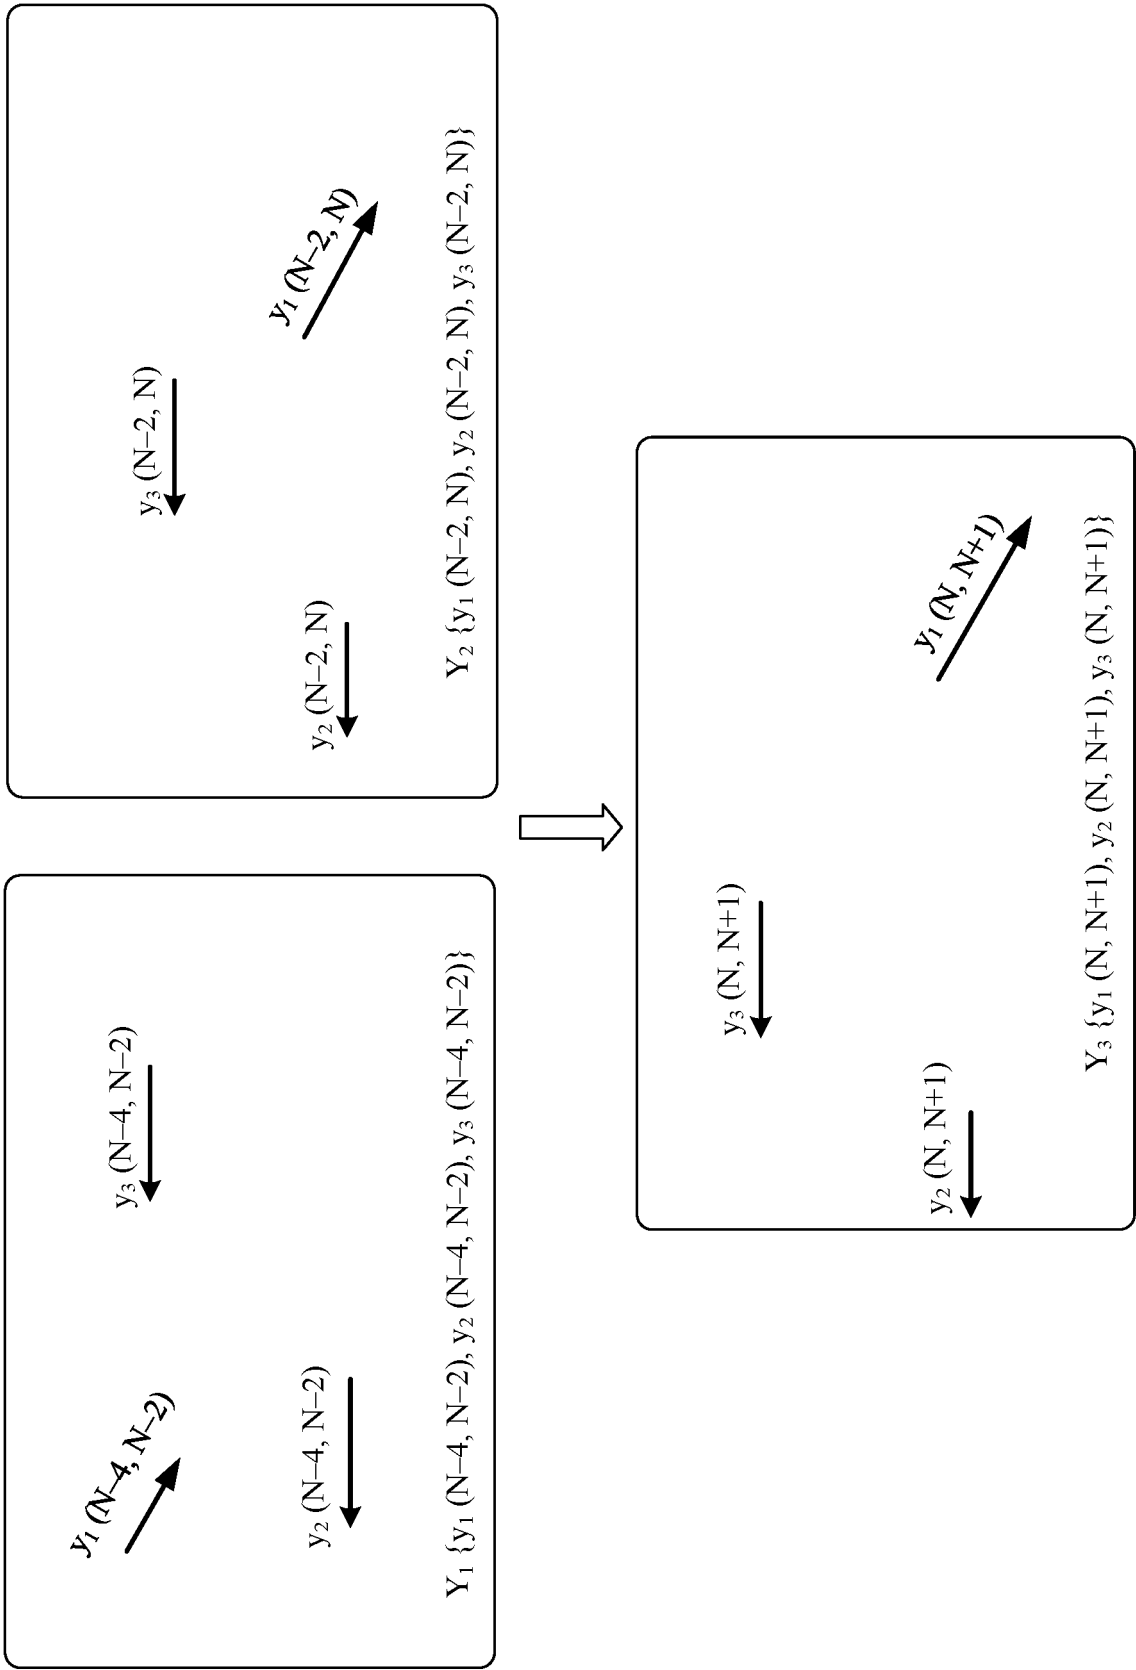 y₁ (N−4, N−2)
y₃ (N−4, N−2)
y₂ (N−4, N−2)
Y₁ {y₁ (N−4, N−2), y₂ (N−4, N−2), y₃ (N−4, N−2)}
y₃ (N−2, N)
y₁ (N−2, N)
y₂ (N−2, N)
Y₂ {y₁ (N−2, N), y₂ (N−2, N), y₃ (N−2, N)}
y₃ (N, N+1)
y₁ (N, N+1)
y₂ (N, N+1)
Y₃ {y₁ (N, N+1), y₂ (N, N+1), y₃ (N, N+1)}